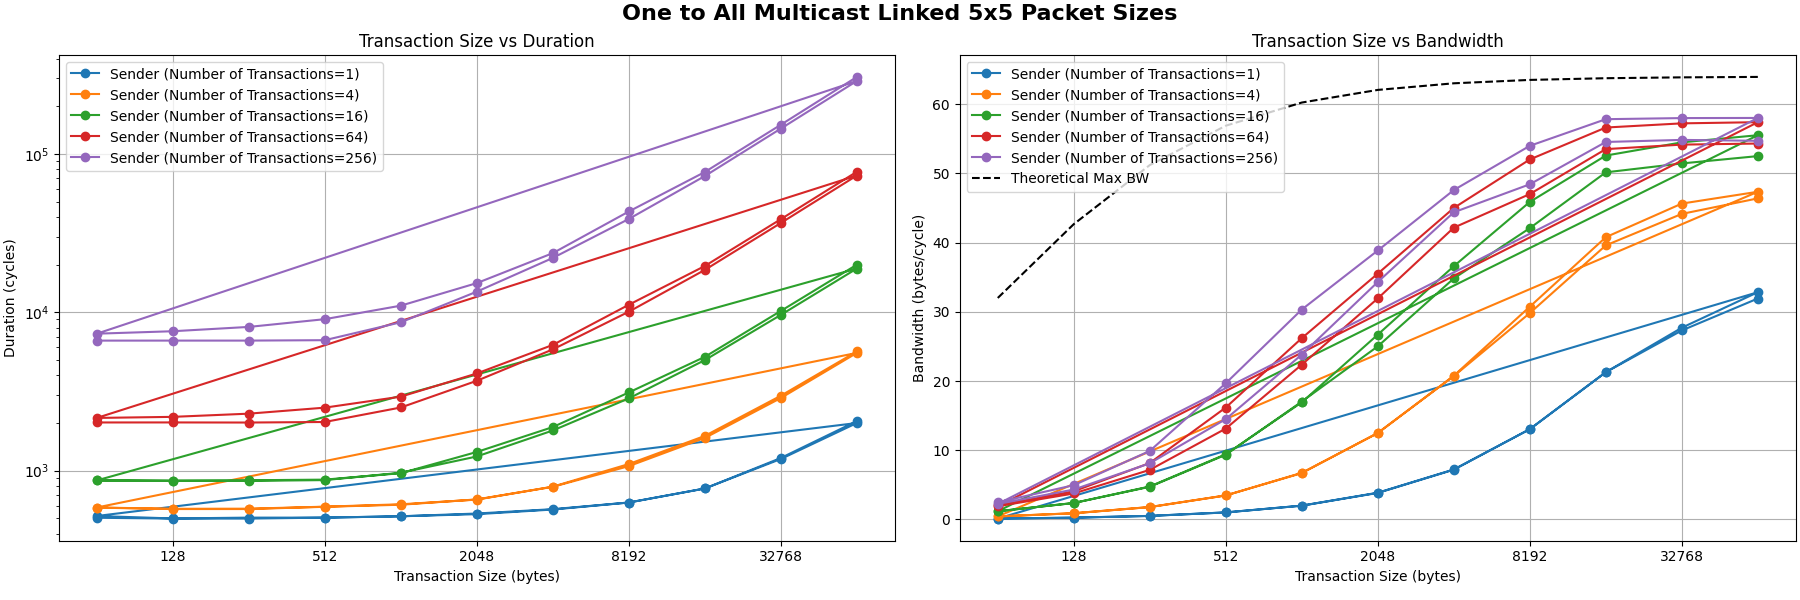 One to All Multicast Linked 5x5 Packet Sizes
Transaction Size vs Duration
Sender (Number of Transactions=1)
Sender (Number of Transactions=4)
Sender (Number of Transactions=16)
Sender (Number of Transactions=64)
Sender (Number of Transactions=256)
Duration (cycles)
10^5
10^4
10^3
128
512
2048
8192
32768
Transaction Size (bytes)
Transaction Size vs Bandwidth
Sender (Number of Transactions=1)
Sender (Number of Transactions=4)
Sender (Number of Transactions=16)
Sender (Number of Transactions=64)
Sender (Number of Transactions=256)
Theoretical Max BW
Bandwidth (bytes/cycle)
60
50
40
30
20
10
0
128
512
2048
8192
32768
Transaction Size (bytes)